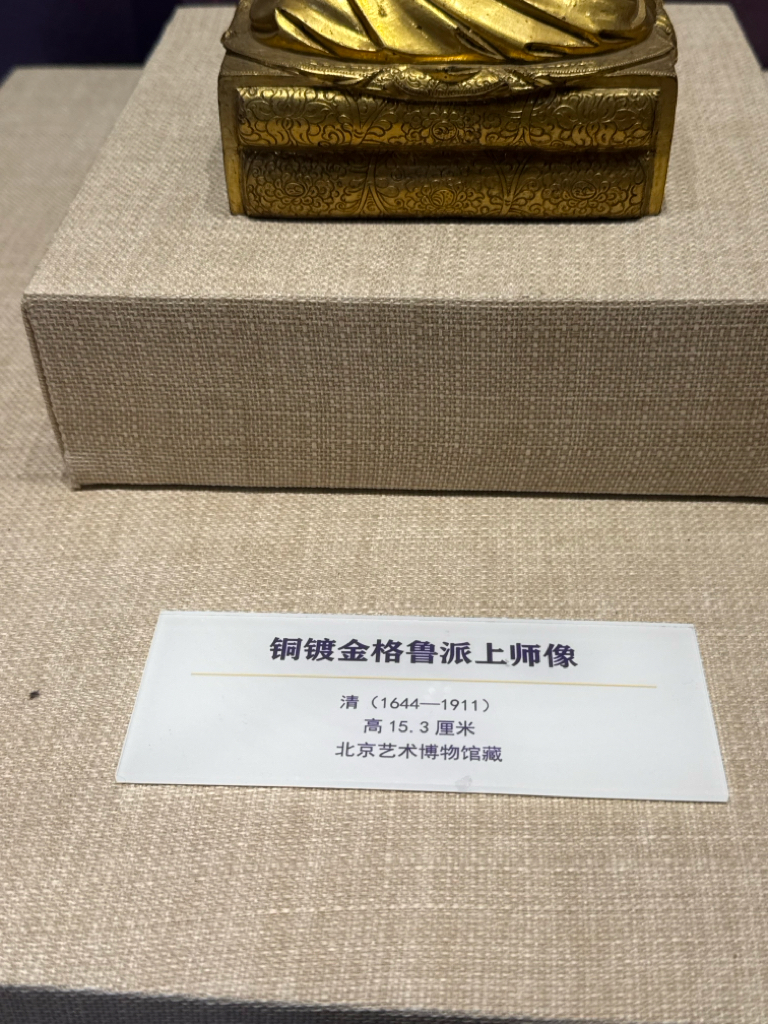 铜镀金格鲁派上师像
清（1644—1911）
高 15.3 厘米
北京艺术博物馆藏